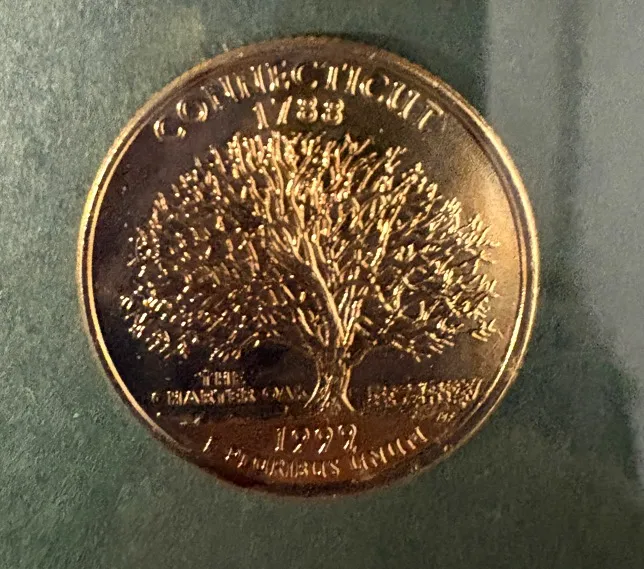 CONNECTICUT
1788
THE
CHARTER OAK
1999
E PLURIBUS UNUM